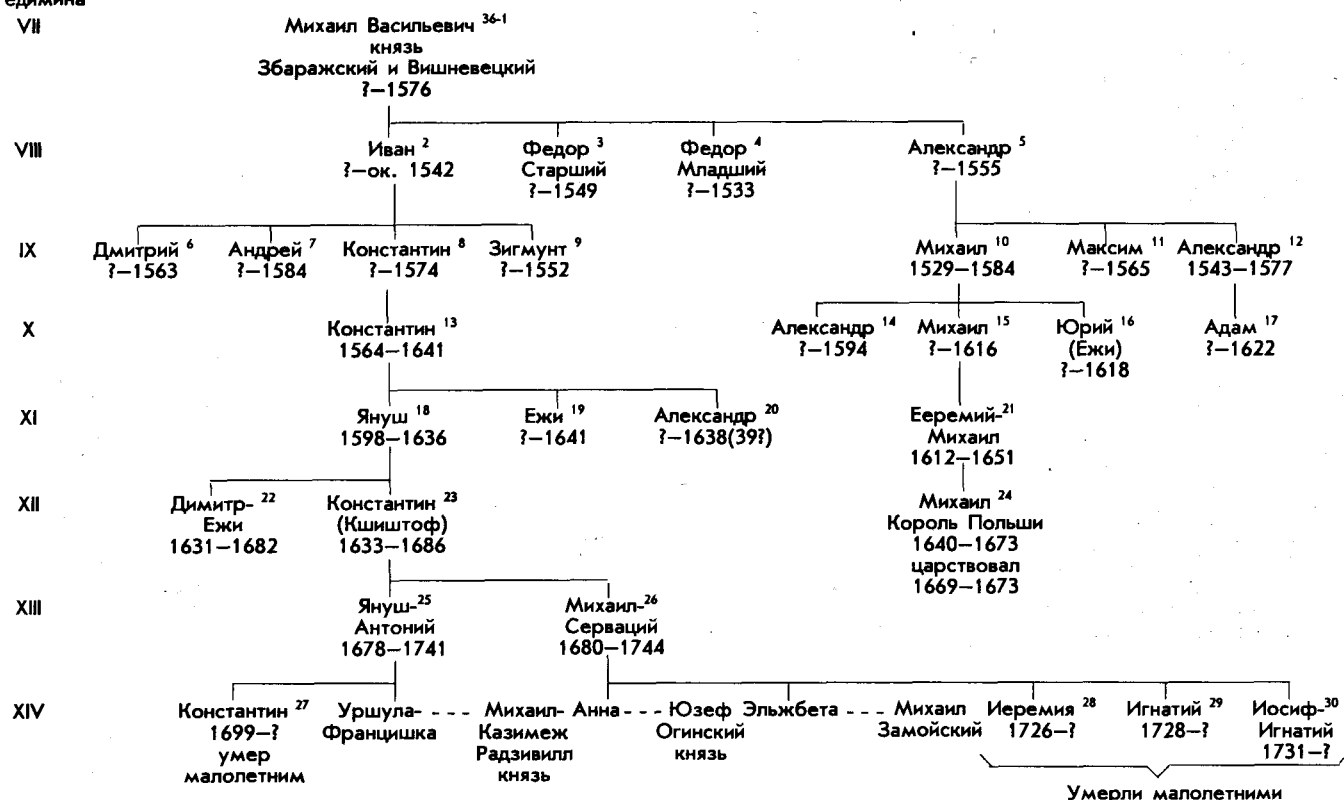 едимина
VII
Михаил Васильевич 36-1
князь
Збаражский и Вишневецкий
?—1576
VIII
Иван 2
?—ок. 1542
Федор 3
Старший
?—1549
Федор 4
Младший
?—1533
Александр 5
?—1555
IX
Дмитрий 6
?—1563
Андрей 7
?—1584
Константин 8
?—1574
Зигмунт 9
?—1552
Михаил 10
1529—1584
Максим 11
?—1565
Александр 12
1543—1577
X
Константин 13
1564—1641
Александр 14
?—1594
Михаил 15
?—1616
Юрий 16
(Ежи)
?—1618
Адам 17
?—1622
XI
Януш 18
1598—1636
Ежи 19
?—1641
Александр 20
?—1638(39?)
Ееремий-21
Михаил
1612—1651
XII
Димитр- 22
Ежи
1631—1682
Константин 23
(Кшиштоф)
1633—1686
Михаил 24
Король Польши
1640—1673
царствовал
1669—1673
XIII
Януш-25
Антоний
1678—1741
Михаил-26
Серваций
1680—1744
XIV
Константин 27
1699—?
умер
малолетним
Уршула-
Францишка
Михаил-
Казимеж
Радзивилл
князь
Анна
Юзеф
Огинский
князь
Эльжбета
Михаил
Замойский
Иеремия 28
1726—?
Игнатий 29
1728—?
Иосиф-30
Игнатий
1731—?
Умерли малолетними